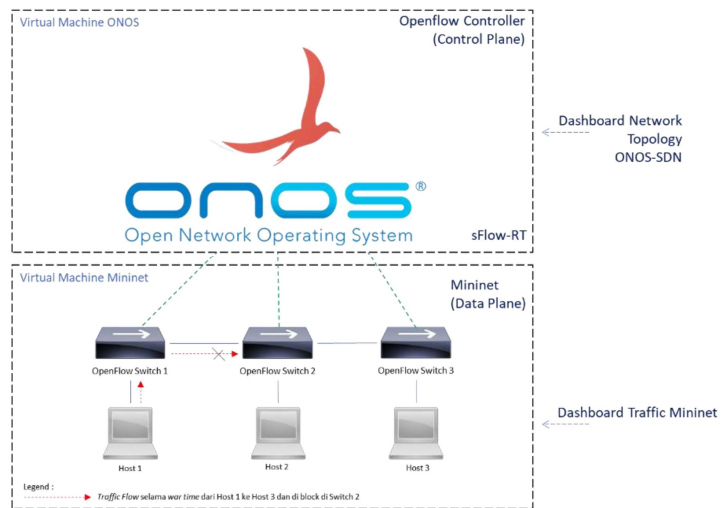 Virtual Machine ONOS
Openflow Controller
(Control Plane)
onos®
Open Network Operating System
sFlow-RT
Dashboard Network
Topology
ONOS-SDN
Virtual Machine Mininet
Mininet
(Data Plane)
OpenFlow Switch 1
OpenFlow Switch 2
OpenFlow Switch 3
Host 1
Host 2
Host 3
Dashboard Traffic Mininet
Legend :
Traffic Flow selama war time dari Host 1 ke Host 3 dan di block di Switch 2